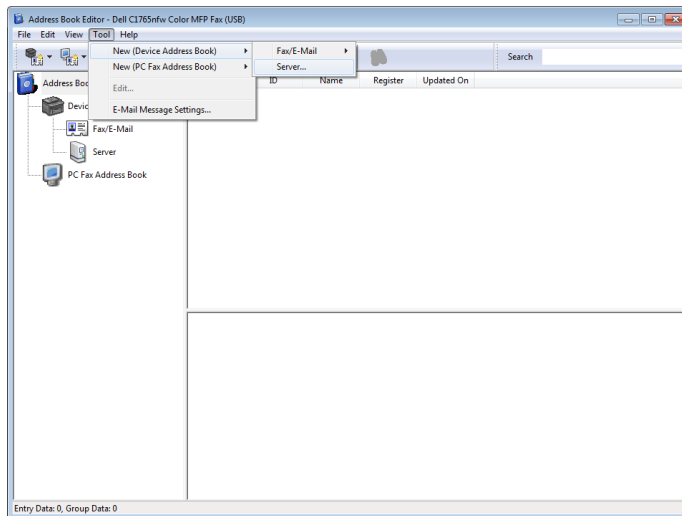 Address Book Editor - Dell C1765nfw Color MFP Fax (USB)
File Edit View Tool Help
New (Device Address Book) Fax/E-Mail
Search
New (PC Fax Address Book) Server...
Address Boo ID Name Register Updated On
Edit...
Devic
E-Mail Message Settings...
Fax/E-Mail
Server
PC Fax Address Book
Entry Data: 0, Group Data: 0